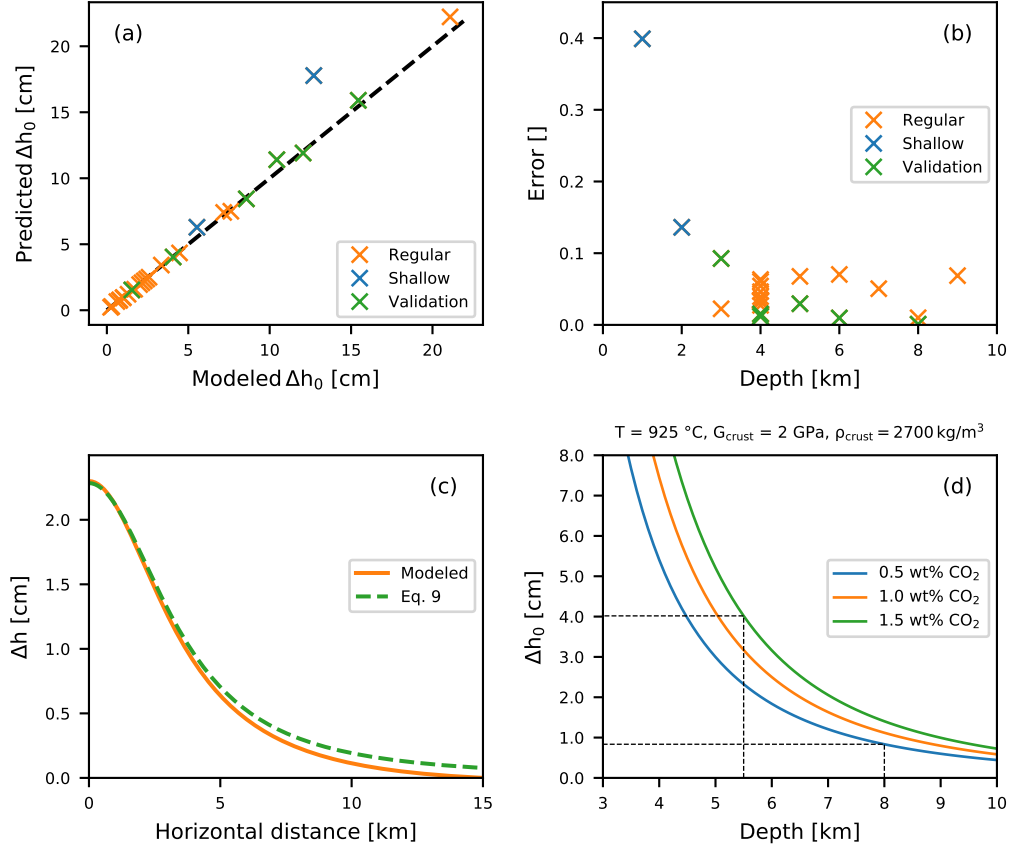 (a)
Predicted Δh₀ [cm]
20
15
10
5
0
Regular
Shallow
Validation
0 5 10 15 20
Modeled Δh₀ [cm]
(b)
Error []
0.4
0.3
0.2
0.1
0.0
Regular
Shallow
Validation
0 2 4 6 8 10
Depth [km]
(c)
Δh [cm]
2.0
1.5
1.0
0.5
0.0
Modeled
Eq. 9
0 5 10 15
Horizontal distance [km]
T = 925 °C, G_crust = 2 GPa, ρ_crust = 2700 kg/m³
(d)
Δh₀ [cm]
8.0
7.0
6.0
5.0
4.0
3.0
2.0
1.0
0.0
0.5 wt% CO₂
1.0 wt% CO₂
1.5 wt% CO₂
3 4 5 6 7 8 9 10
Depth [km]